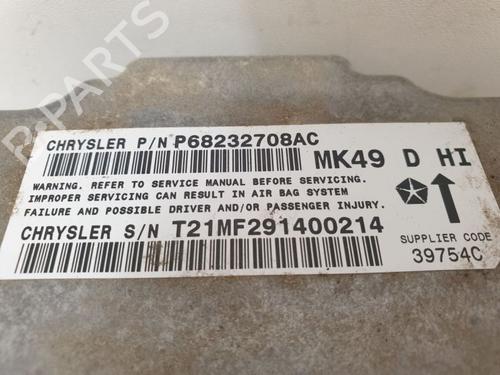 B-PARTS
CHRYSLER P/N P68232708AC
MK49 D HI
WARNING. REFER TO SERVICE MANUAL BEFORE SERVICING.
IMPROPER SERVICING CAN RESULT IN AIR BAG SYSTEM
FAILURE AND POSSIBLE DRIVER AND/OR PASSENGER INJURY.
CHRYSLER S/N T21MF291400214
SUPPLIER CODE
39754C